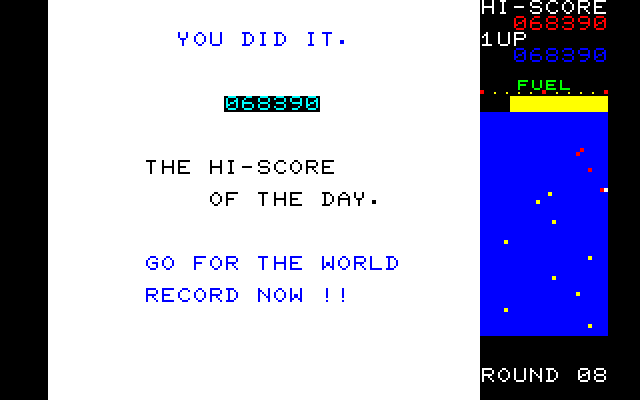 YOU DID IT.
068390
THE HI-SCORE
OF THE DAY.
GO FOR THE WORLD
RECORD NOW !!
HI-SCORE
068390
1UP
068390
FUEL
ROUND 08